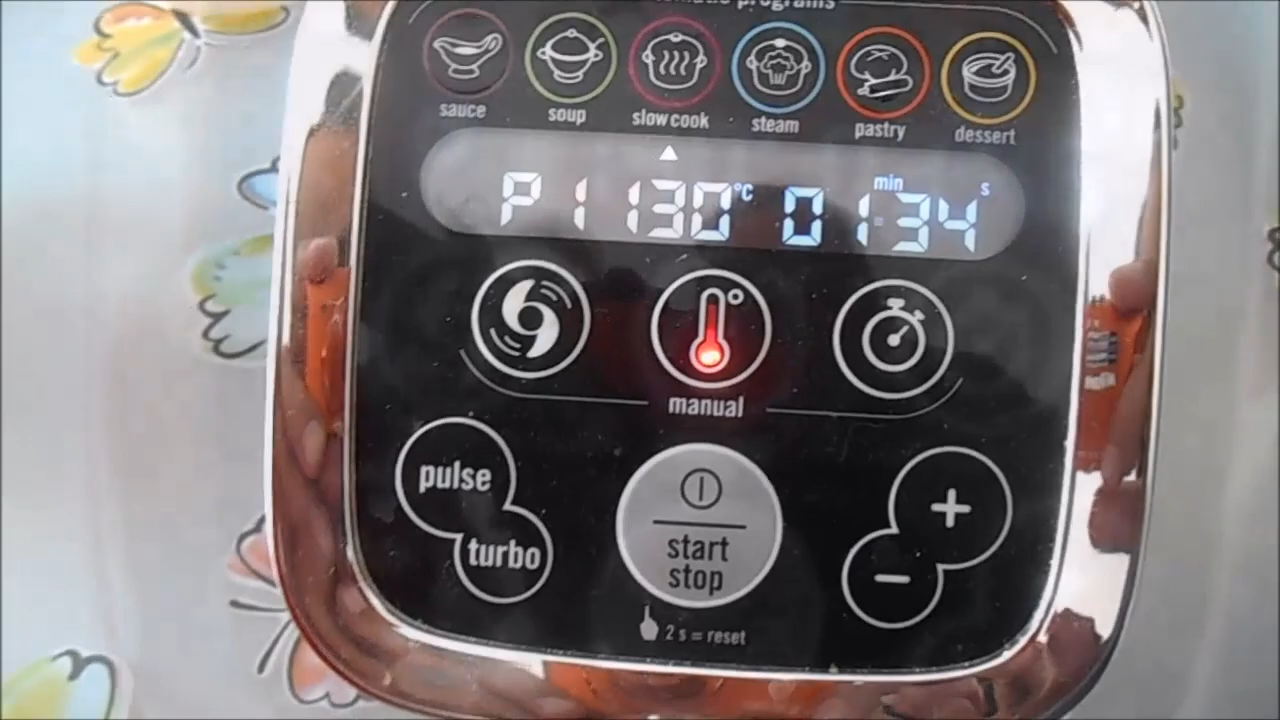 programs
sauce soup slow cook steam pastry dessert
P1 130°C 01:34 min s
manual
pulse
turbo
start
stop
+
−
2 s = reset